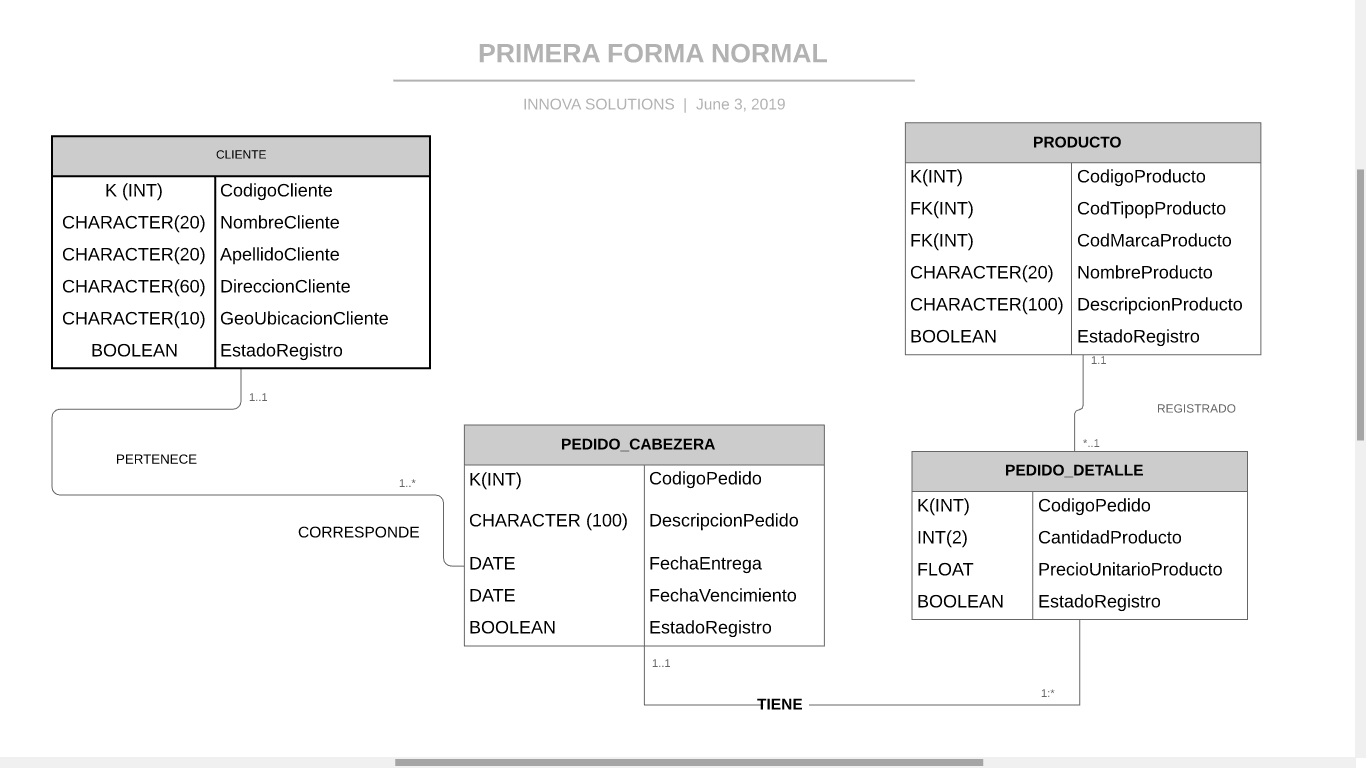 PRIMERA FORMA NORMAL
INNOVA SOLUTIONS | June 3, 2019
CLIENTE
K (INT) CodigoCliente
CHARACTER(20) NombreCliente
CHARACTER(20) ApellidoCliente
CHARACTER(60) DireccionCliente
CHARACTER(10) GeoUbicacionCliente
BOOLEAN EstadoRegistro
1..1
PERTENECE
1..*
CORRESPONDE
PRODUCTO
K(INT) CodigoProducto
FK(INT) CodTipopProducto
FK(INT) CodMarcaProducto
CHARACTER(20) NombreProducto
CHARACTER(100) DescripcionProducto
BOOLEAN EstadoRegistro
1.1
REGISTRADO
*..1
PEDIDO_CABEZERA
K(INT) CodigoPedido
CHARACTER (100) DescripcionPedido
DATE FechaEntrega
DATE FechaVencimiento
BOOLEAN EstadoRegistro
1..1
PEDIDO_DETALLE
K(INT) CodigoPedido
INT(2) CantidadProducto
FLOAT PrecioUnitarioProducto
BOOLEAN EstadoRegistro
1:*
TIENE